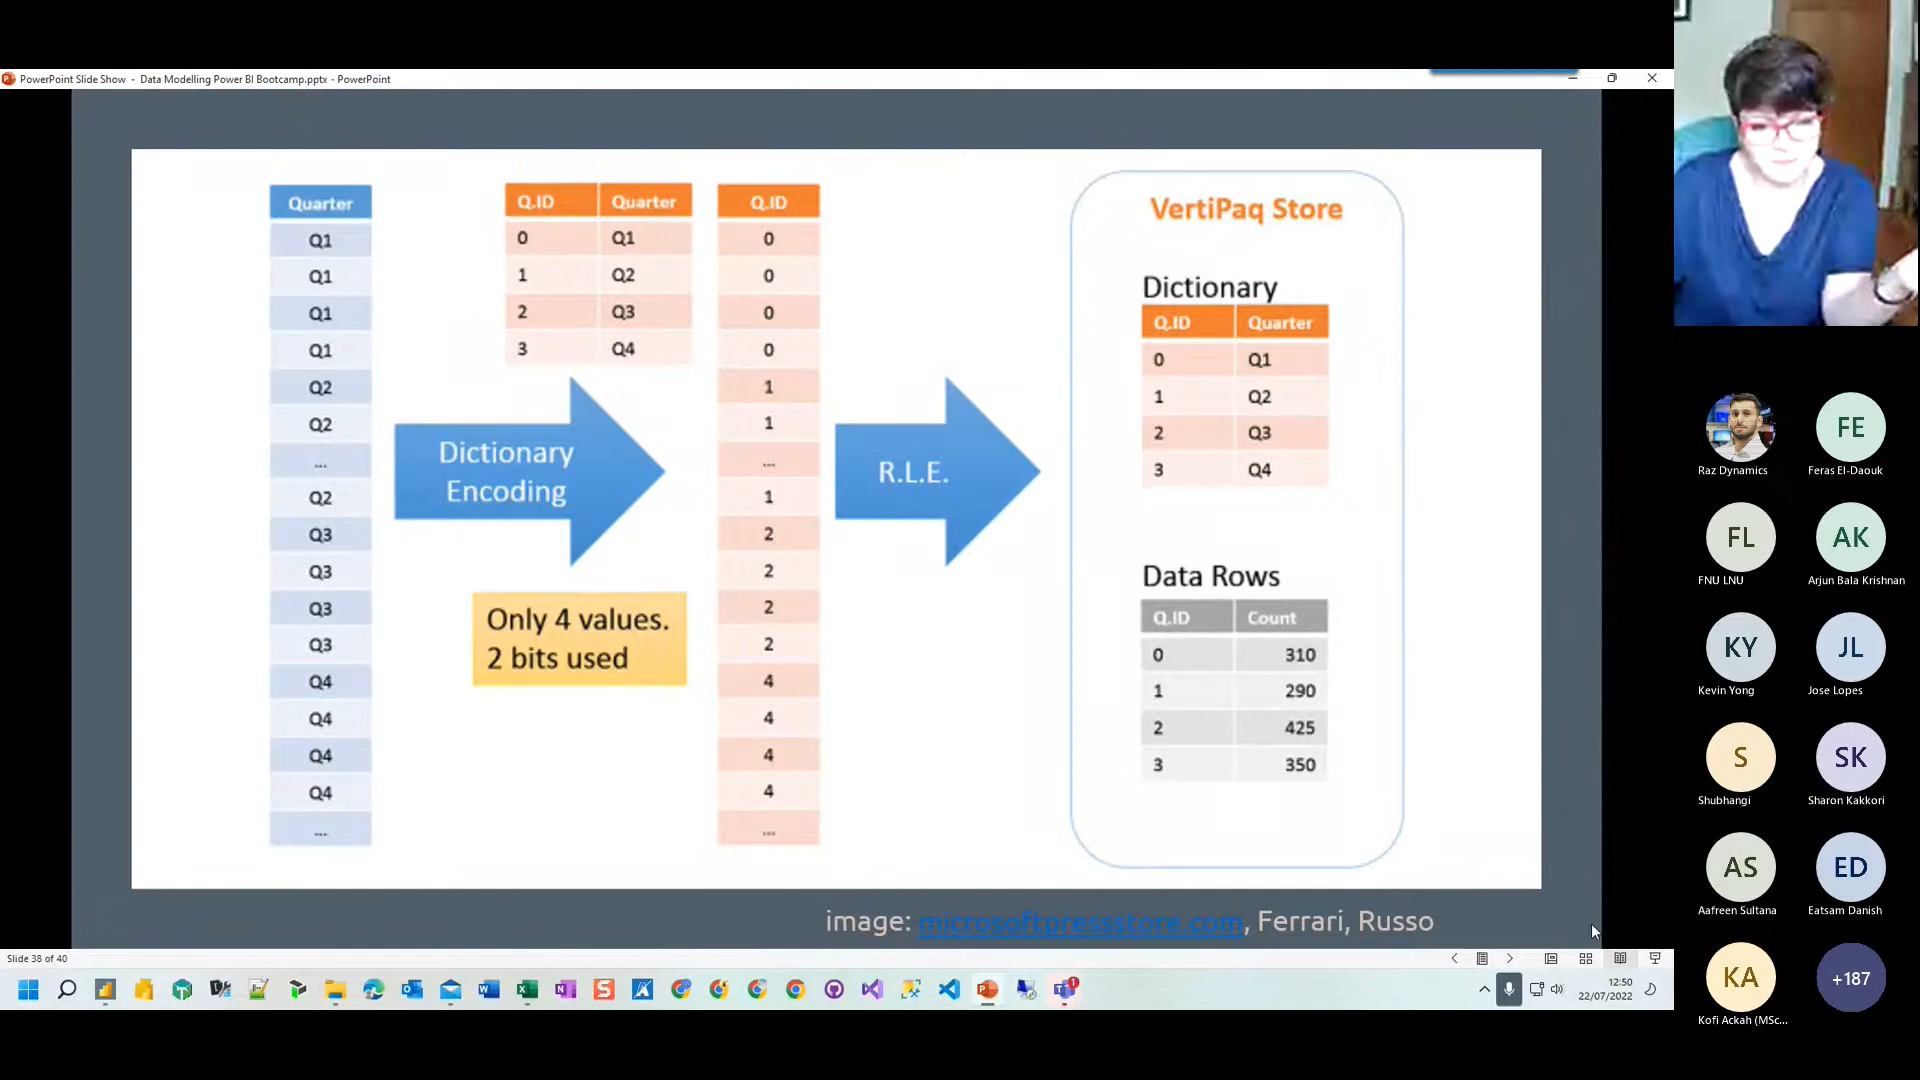 PowerPoint Slide Show - Data Modelling Power BI Bootcamp.pptx - PowerPoint
Quarter
Q1
Q1
Q1
Q1
Q2
Q2
...
Q2
Q3
Q3
Q3
Q3
Q4
Q4
Q4
Q4
...
Q.ID Quarter
0 Q1
1 Q2
2 Q3
3 Q4
Dictionary
Encoding
Only 4 values.
2 bits used
Q.ID
0
0
0
0
1
1
...
1
2
2
2
2
4
4
4
4
...
R.L.E.
VertiPaq Store
Dictionary
Q.ID Quarter
0 Q1
1 Q2
2 Q3
3 Q4
Data Rows
Q.ID Count
0 310
1 290
2 425
3 350
image: microsoftpressstore.com, Ferrari, Russo
Slide 38 of 40
12:50
22/07/2022
Raz Dynamics
FE
Feras El-Daouk
FL
FNU LNU
AK
Arjun Bala Krishnan
KY
Kevin Yong
JL
Jose Lopes
S
Shubhangi
SK
Sharon Kakkori
AS
Aafreen Sultana
ED
Eatsam Danish
KA
Kofi Ackah (MSc...
+187